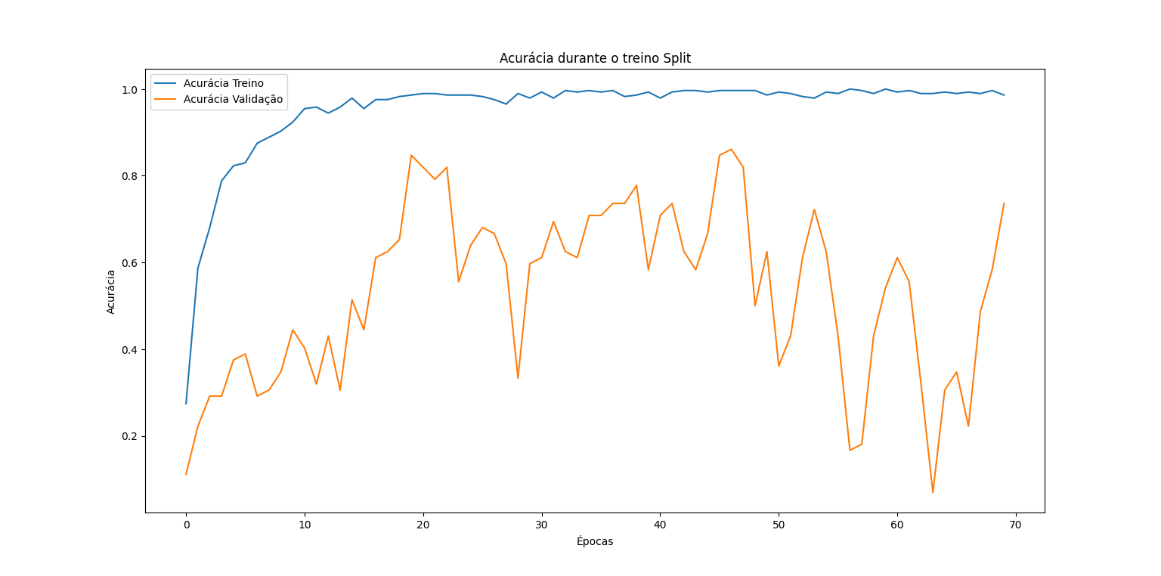 Acurácia durante o treino Split
Acurácia Treino
Acurácia Validação
1.0
0.8
0.6
0.4
0.2
Acurácia
0 10 20 30 40 50 60 70
Épocas